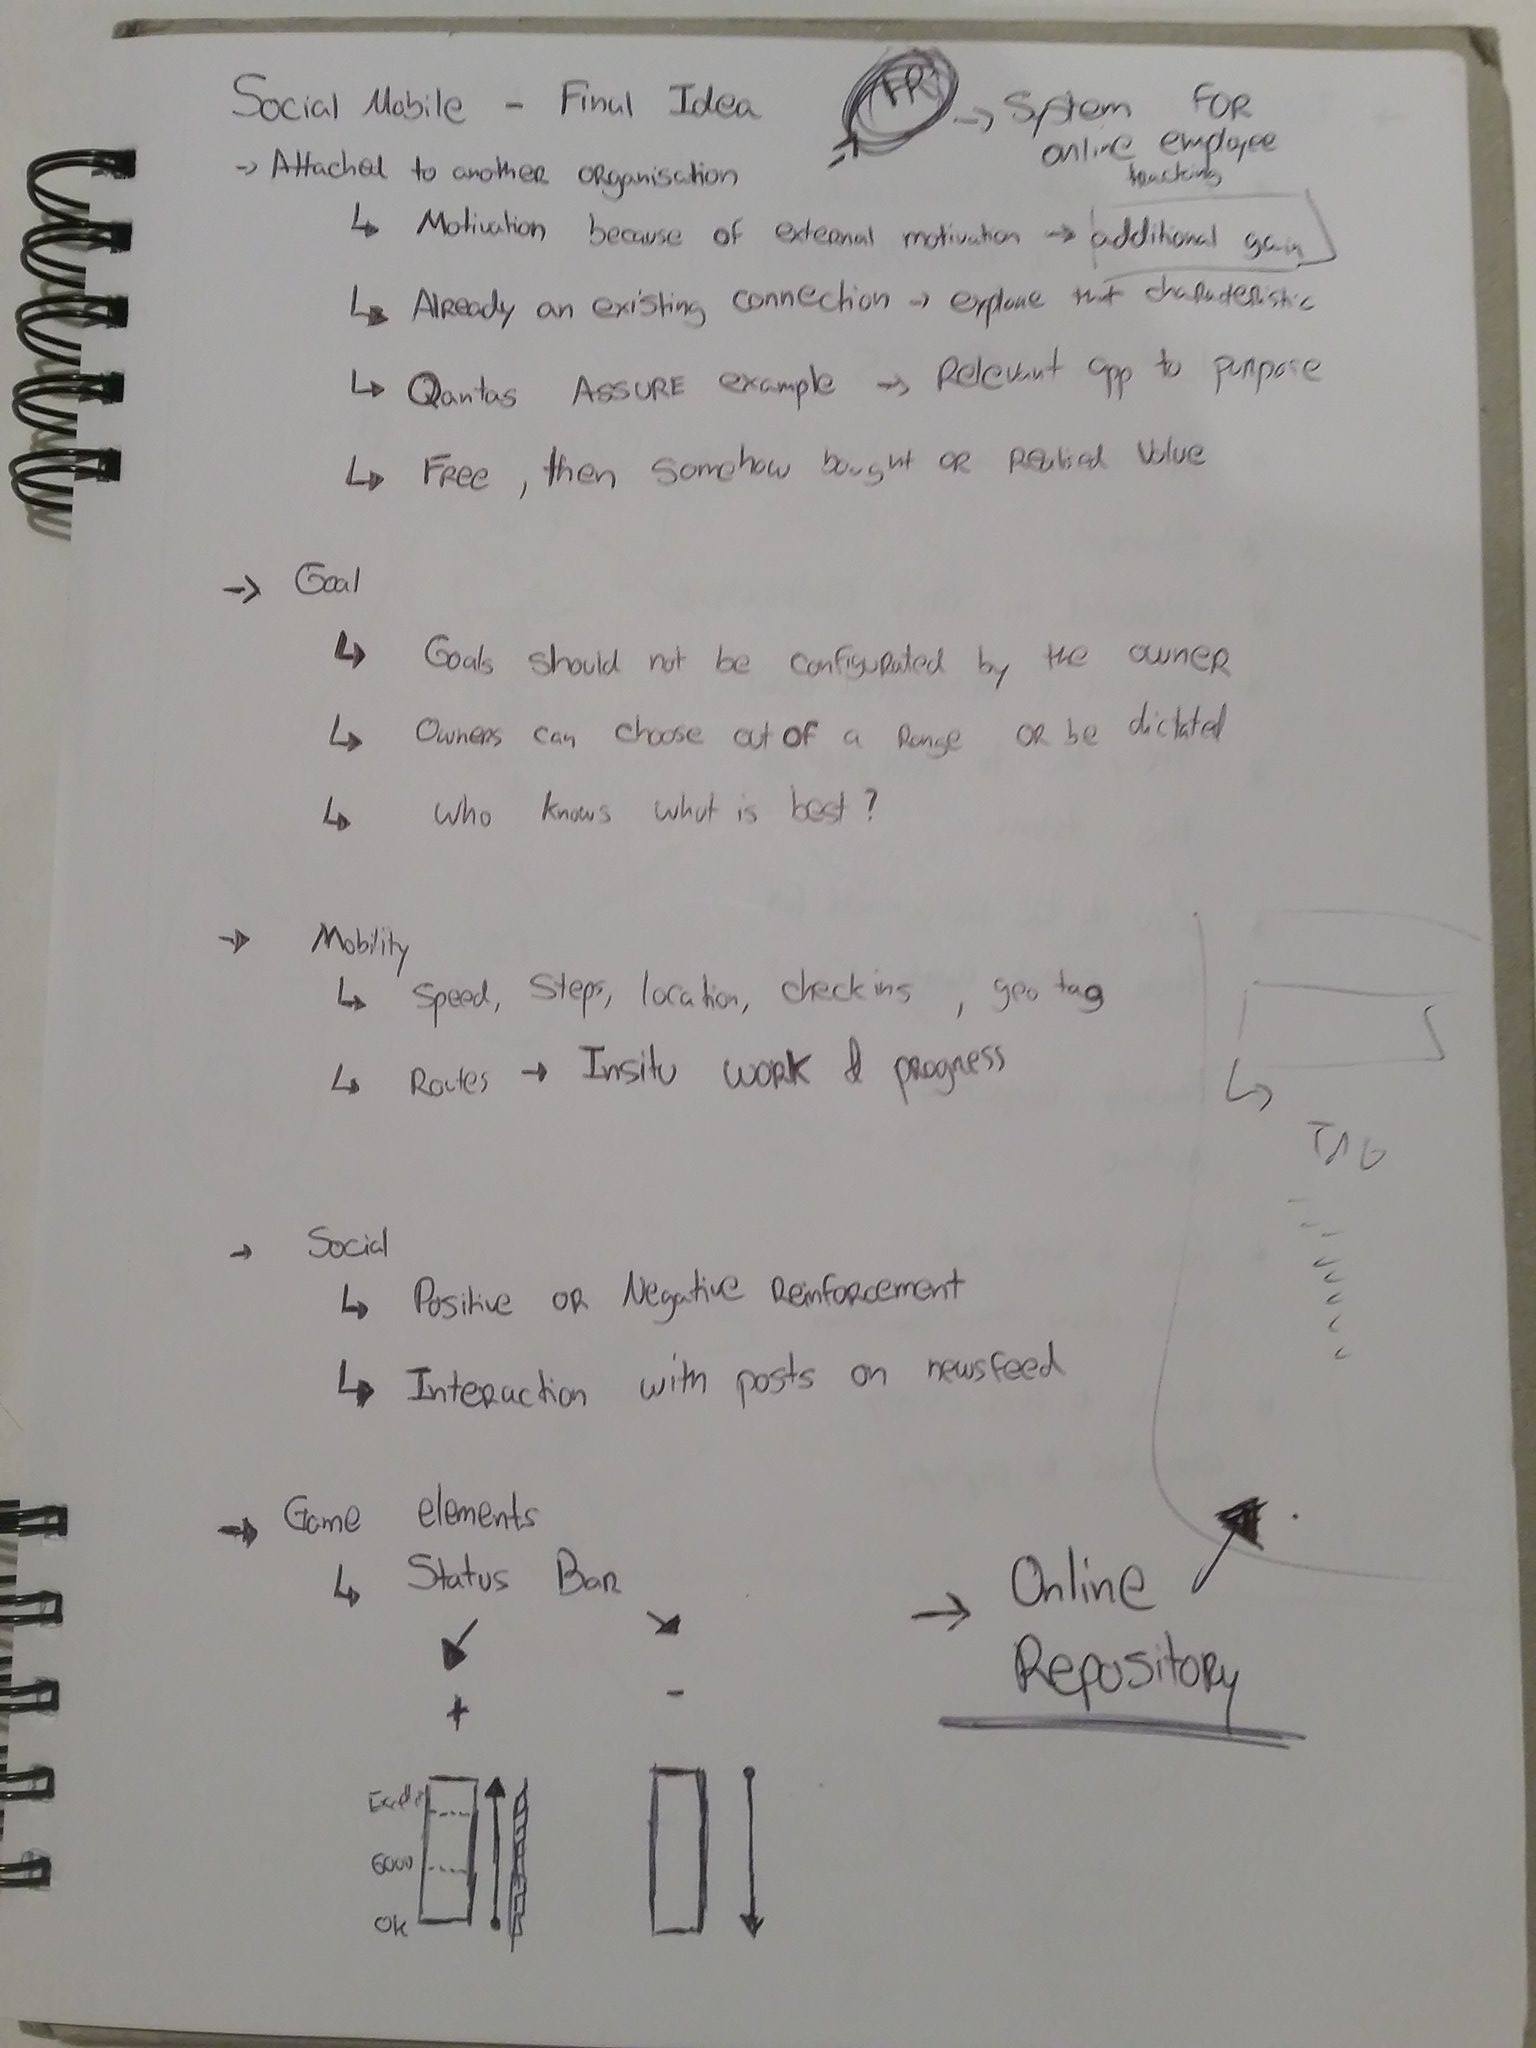 Social Mobile - Final Idea
FR
→ System FOR
online employee
tracking
→ Attached to another organisation
↳ Motivation because of external motivation → additional gain
↳ Already an existing connection → explore that characteristic
↳ Qantas ASSURE example → Relevant app to purpose
↳ Free, then somehow bought or value
→ Goal
↳ Goals should not be configurated by the owner
↳ Owners can choose out of a range or be dictated
↳ Who knows what is best?
→ Mobility
↳ Speed, Steps, location, checkins, geo tag
↳ Routes → Insitu work & progress
TAG
→ Social
↳ Positive or Negative Reinforcement
↳ Interaction with posts on newsfeed
→ Game elements
↳ Status Bar
+ -
→ Online
Repository
Good
Ok